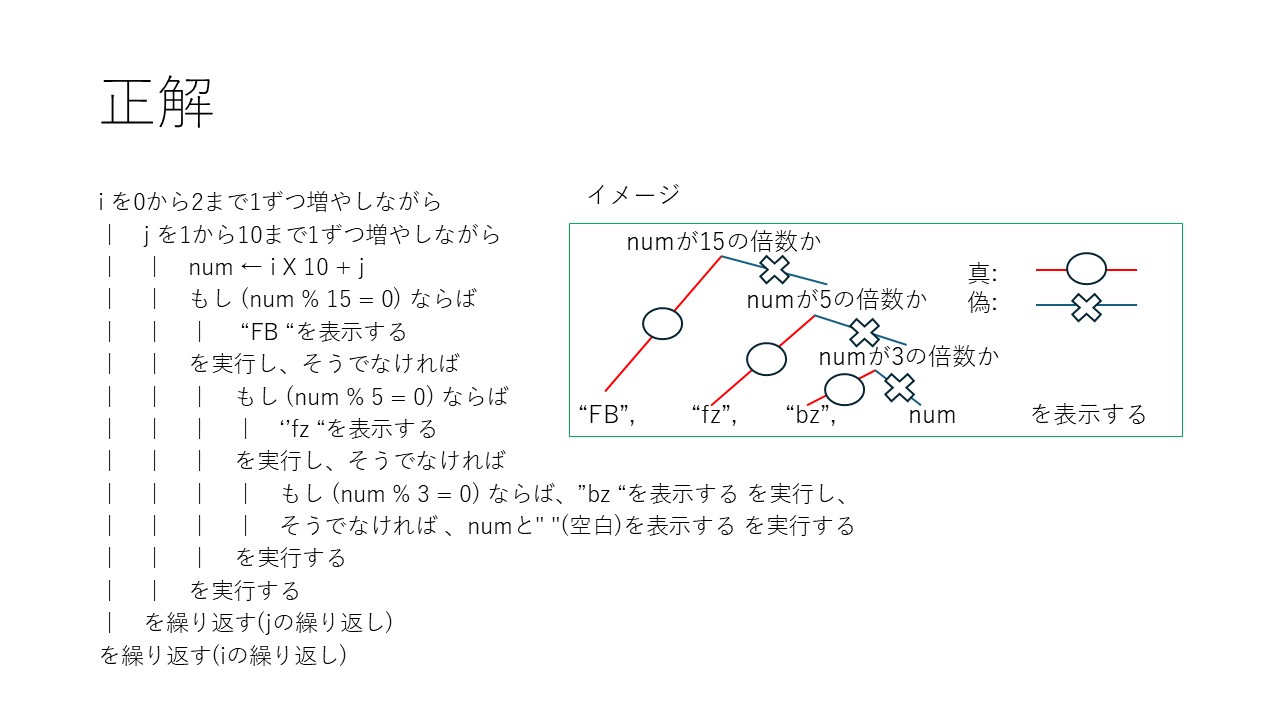 正解
i を0から2まで1ずつ増やしながら
｜ j を1から10まで1ずつ増やしながら
｜ ｜ num ← i X 10 + j
｜ ｜ もし (num % 15 = 0) ならば
｜ ｜ ｜ “FB “を表示する
｜ ｜ を実行し、そうでなければ
｜ ｜ ｜ もし (num % 5 = 0) ならば
｜ ｜ ｜ ｜ ‘’fz “を表示する
｜ ｜ ｜ を実行し、そうでなければ
｜ ｜ ｜ ｜ もし (num % 3 = 0) ならば、”bz “を表示する を実行し、
｜ ｜ ｜ ｜ そうでなければ 、numと" "(空白)を表示する を実行する
｜ ｜ ｜ を実行する
｜ ｜ を実行する
｜ を繰り返す(jの繰り返し)
を繰り返す(iの繰り返し)
イメージ
numが15の倍数か
numが5の倍数か
numが3の倍数か
“FB”, “fz”, “bz”, num を表示する
真:
偽: